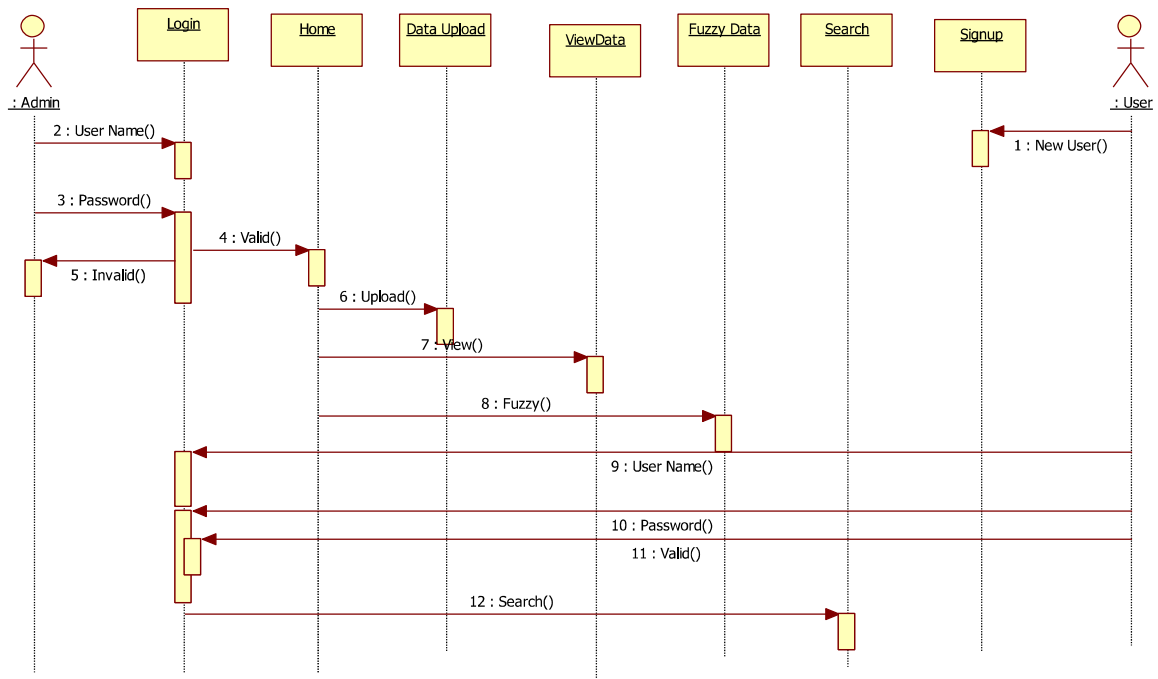 Login
Home
Data Upload
ViewData
Fuzzy Data
Search
Signup
: Admin
: User
2 : User Name()
1 : New User()
3 : Password()
4 : Valid()
5 : Invalid()
6 : Upload()
7 : View()
8 : Fuzzy()
9 : User Name()
10 : Password()
11 : Valid()
12 : Search()